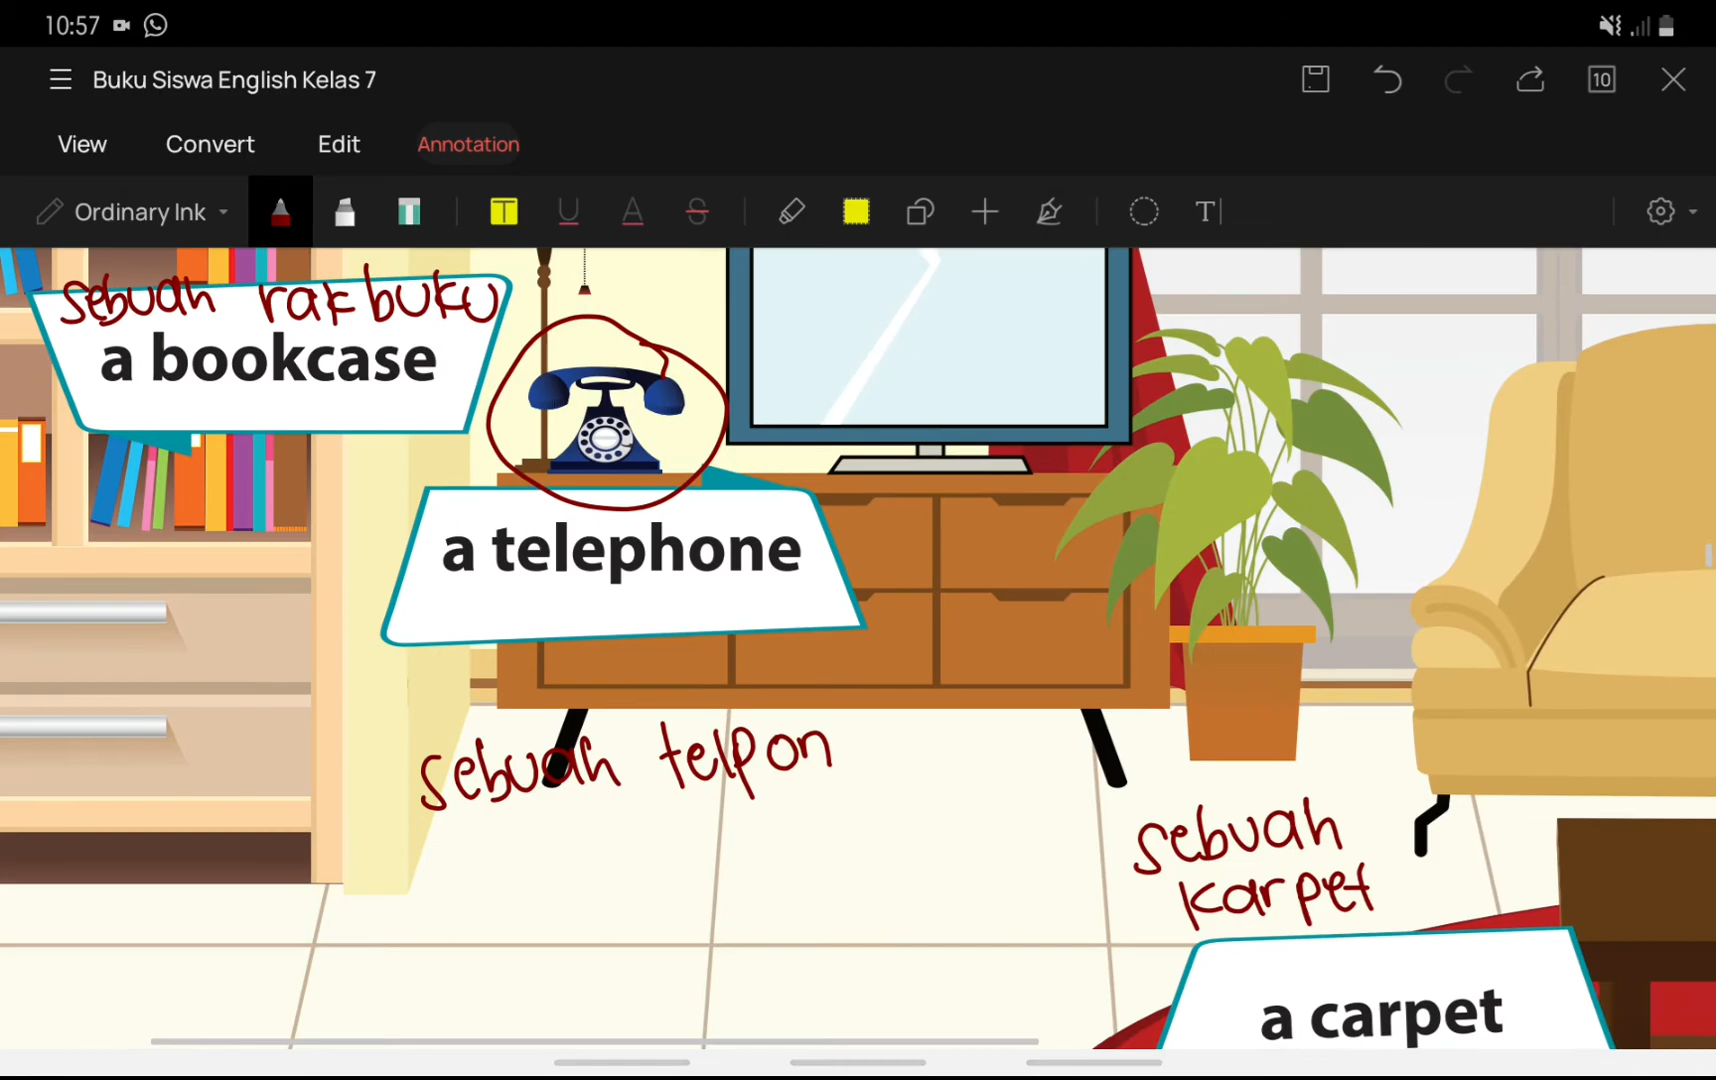 10:57
Buku Siswa English Kelas 7
10
View Convert Edit Annotation
Ordinary Ink T U A S T
sebuah rak buku
a bookcase
a telephone
sebuah telpon
sebuah
karpet
a carpet